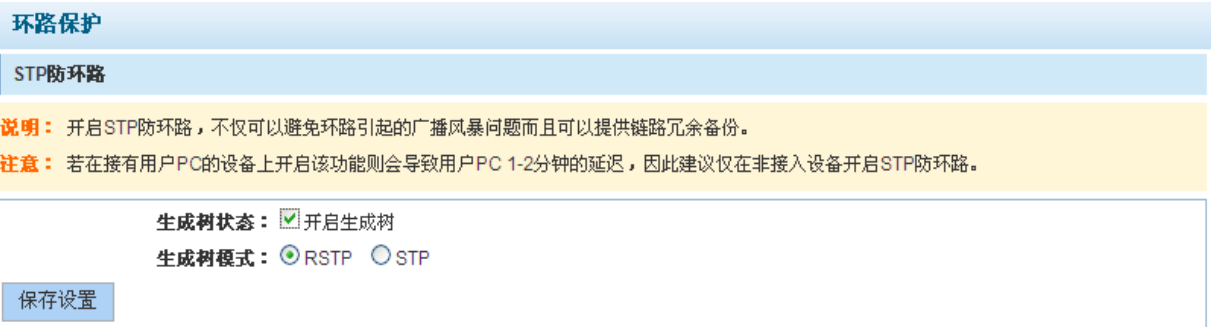 环路保护
STP防环路
说明： 开启STP防环路，不仅可以避免环路引起的广播风暴问题而且可以提供链路冗余备份。
注意： 若在接有用户PC的设备上开启该功能则会导致用户PC 1-2分钟的延迟，因此建议仅在非接入设备开启STP防环路。
生成树状态： 开启生成树
生成树模式： RSTP STP
保存设置